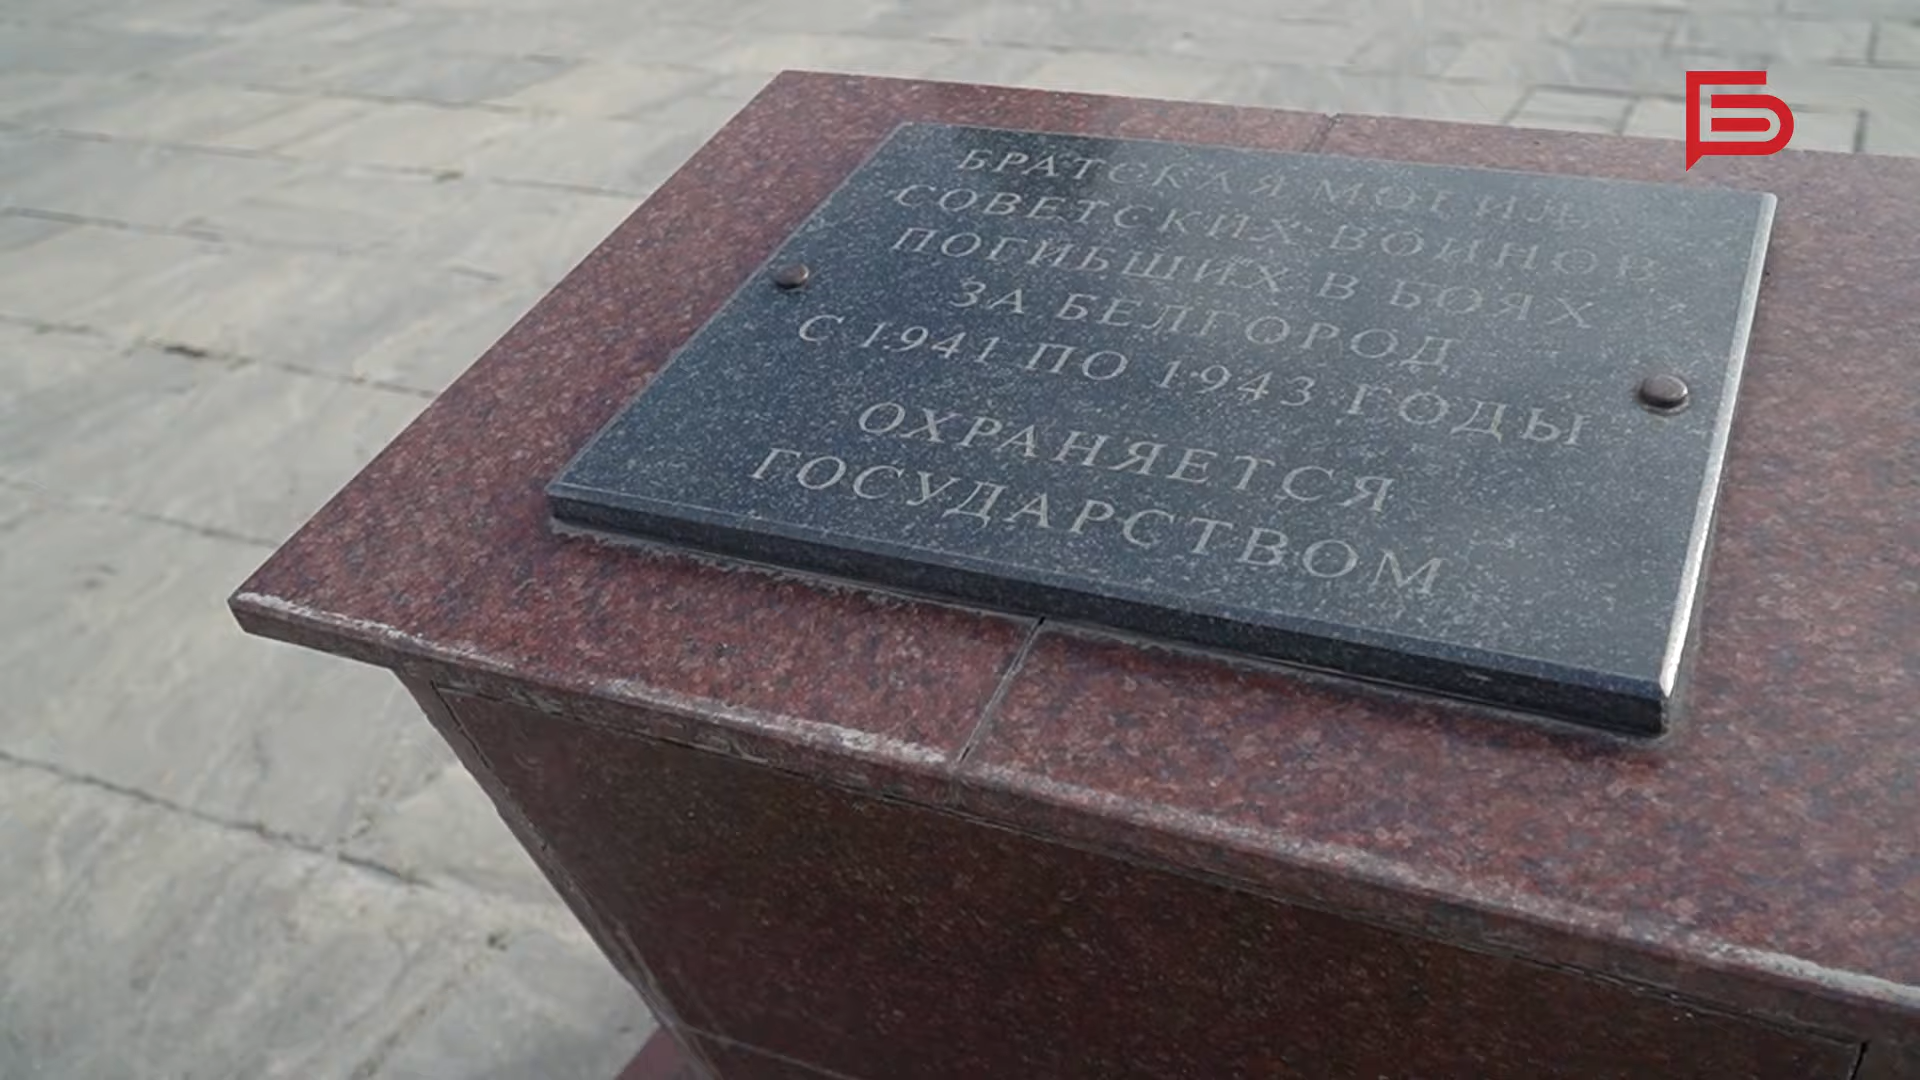 БРАТСКАЯ МОГИЛА
СОВЕТСКИХ ВОИНОВ
ПОГИБШИХ В БОЯХ
ЗА БЕЛГОРОД
С 1941 ПО 1943 ГОДЫ
ОХРАНЯЕТСЯ
ГОСУДАРСТВОМ
Б